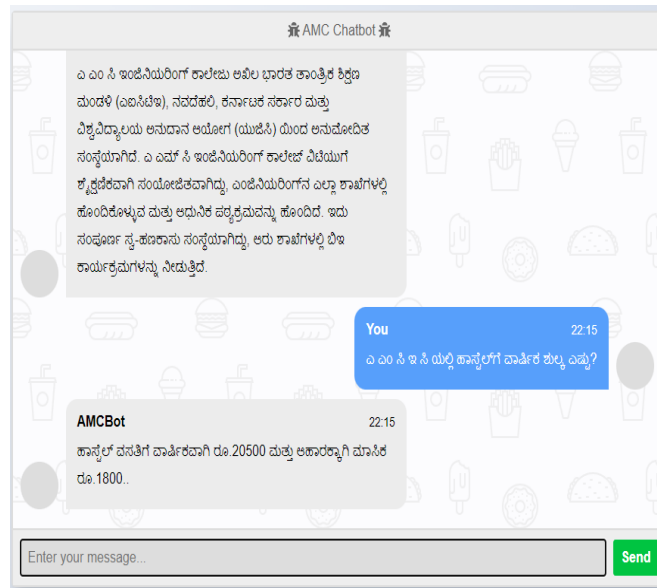 AMC Chatbot
ಎ ಎಂ ಸಿ ಇಂಜಿನಿಯರಿಂಗ್ ಕಾಲೇಜು ಅಖಿಲ ಭಾರತ ತಾಂತ್ರಿಕ ಶಿಕ್ಷಣ
ಮಂಡಳಿ (ಎಐಸಿಟಿಇ), ನವದೆಹಲಿ, ಕರ್ನಾಟಕ ಸರ್ಕಾರ ಮತ್ತು
ವಿಶ್ವವಿದ್ಯಾಲಯ ಅನುದಾನ ಆಯೋಗ (ಯುಜಿಸಿ) ಯಿಂದ ಅನುಮೋದಿತ
ಸಂಸ್ಥೆಯಾಗಿದೆ. ಎ ಎಮ್ ಸಿ ಇಂಜಿನಿಯರಿಂಗ್ ಕಾಲೇಜ್ ವಿಟಿಯುಗೆ
ಶೈಕ್ಷಣಿಕವಾಗಿ ಸಂಯೋಜಿತವಾಗಿದ್ದು, ಎಂಜಿನಿಯರಿಂಗ್‌ನ ಎಲ್ಲಾ ಶಾಖೆಗಳಲ್ಲಿ
ಹೊಂದಿಕೊಳ್ಳುವ ಮತ್ತು ಆಧುನಿಕ ಪಠ್ಯಕ್ರಮವನ್ನು ಹೊಂದಿದೆ. ಇದು
ಸಂಪೂರ್ಣ ಸ್ವ-ಹಣಕಾಸು ಸಂಸ್ಥೆಯಾಗಿದ್ದು, ಆರು ಶಾಖೆಗಳಲ್ಲಿ ಬಿಇ
ಕಾರ್ಯಕ್ರಮಗಳನ್ನು ನೀಡುತ್ತಿದೆ.
You 22:15
ಎ ಎಂ ಸಿ ಇ ಸಿ ಯಲ್ಲಿ ಹಾಸ್ಟೆಲ್‌ಗೆ ವಾರ್ಷಿಕ ಶುಲ್ಕ ಎಷ್ಟು?
AMCBot 22:15
ಹಾಸ್ಟೆಲ್ ವಸತಿಗೆ ವಾರ್ಷಿಕವಾಗಿ ರೂ.20500 ಮತ್ತು ಆಹಾರಕ್ಕಾಗಿ ಮಾಸಿಕ
ರೂ.1800..
Enter your message... Send